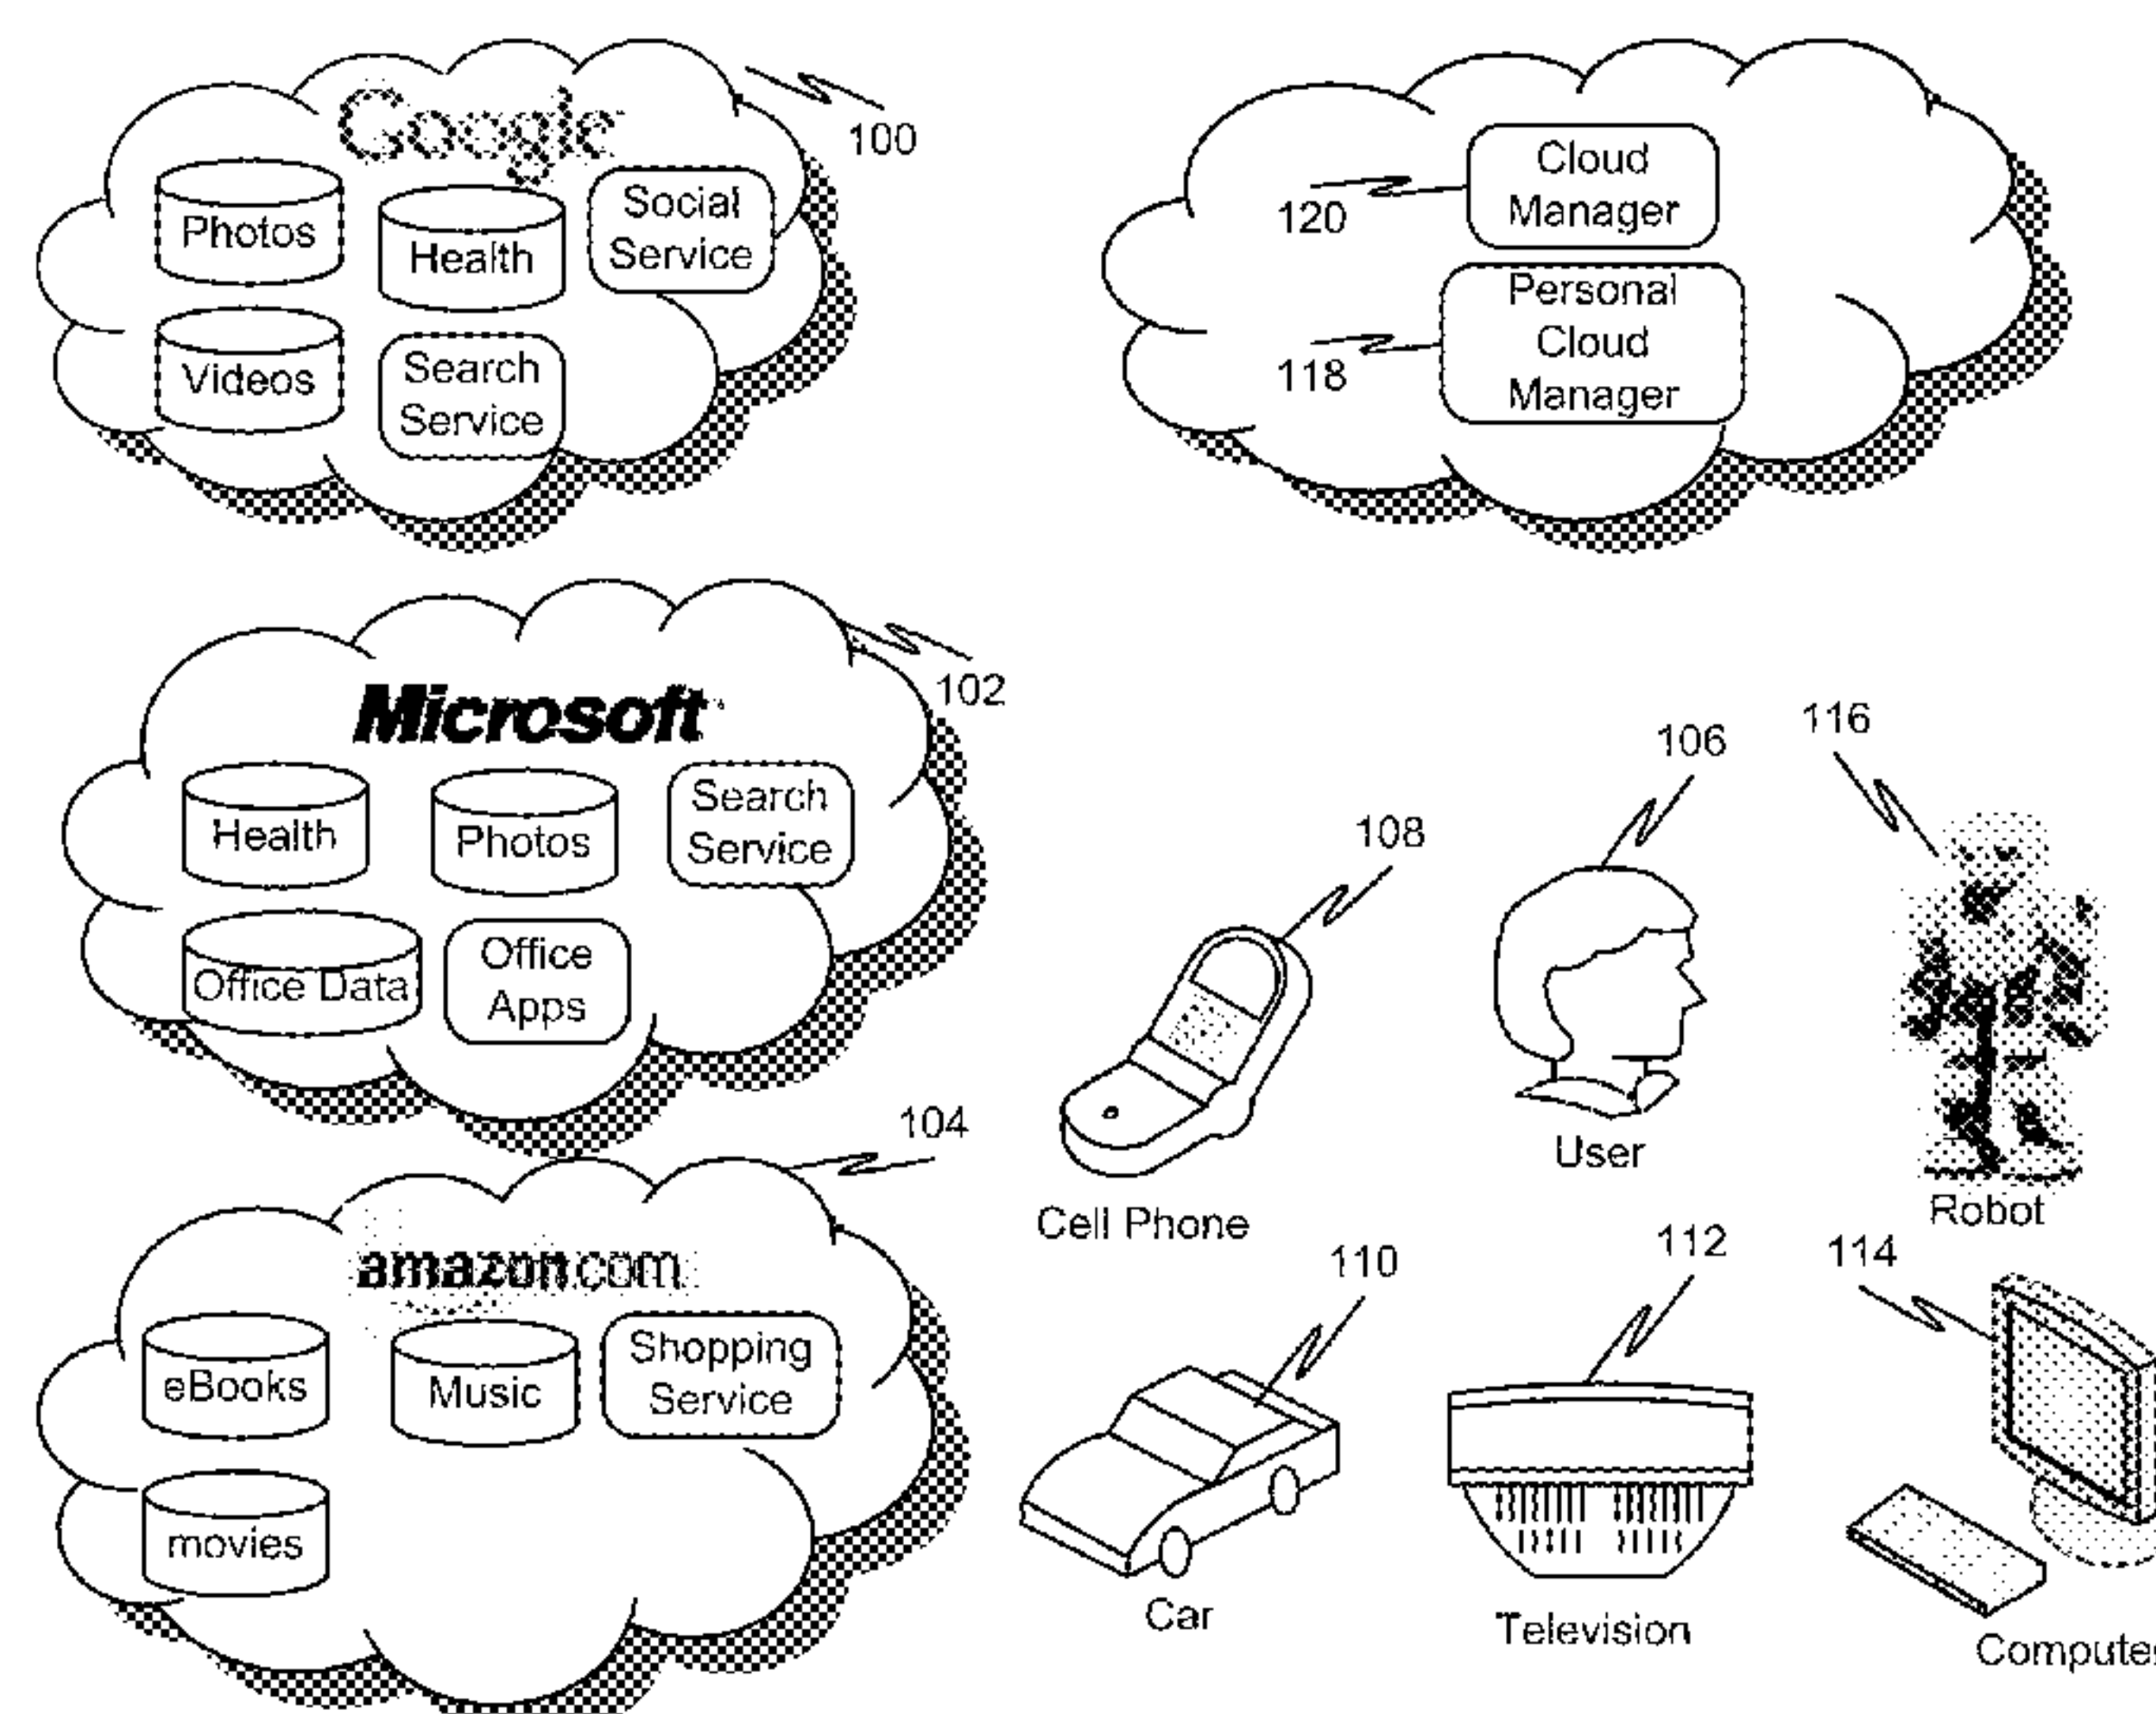 Google
100
Photos
Health
Social
Service
Videos
Search
Service
120
Cloud
Manager
118
Personal
Cloud
Manager
102
Microsoft
Health
Photos
Search
Service
Office Data
Office
Apps
104
amazon.com
eBooks
Music
Shopping
Service
movies
108
Cell Phone
106
User
116
Robot
110
Car
112
Television
114
Compute